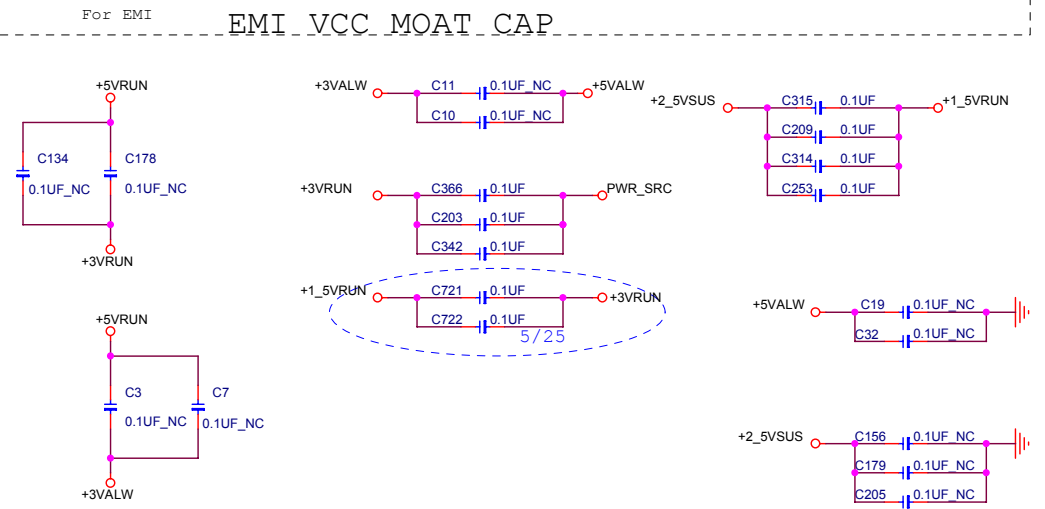 For EMI
EMI VCC MOAT CAP
+5VRUN
C134
C178
0.1UF_NC
0.1UF_NC
+3VRUN
+5VRUN
C3
C7
0.1UF_NC
0.1UF_NC
+3VALW
+3VALW
C11
0.1UF_NC
+5VALW
C10
0.1UF_NC
+3VRUN
C366
0.1UF
PWR_SRC
C203
0.1UF
C342
0.1UF
+1_5VRUN
C721
0.1UF
+3VRUN
C722
0.1UF
5/25
+2_5VSUS
C315
0.1UF
+1_5VRUN
C209
0.1UF
C314
0.1UF
C253
0.1UF
+5VALW
C19
0.1UF_NC
C32
0.1UF_NC
+2_5VSUS
C156
0.1UF_NC
C179
0.1UF_NC
C205
0.1UF_NC